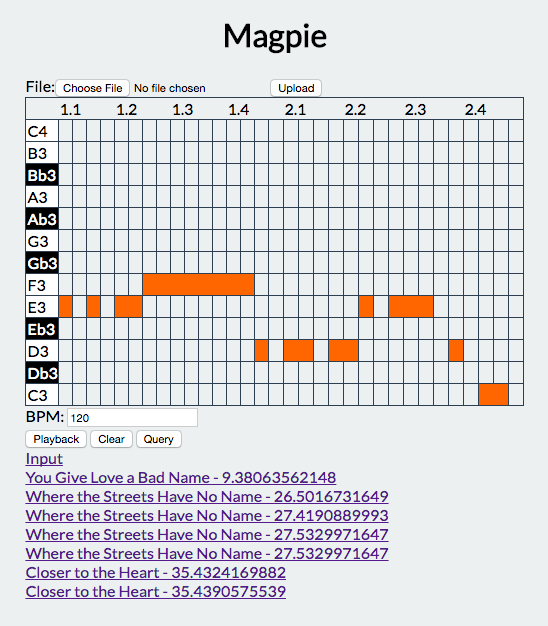 Magpie
File: Choose File No file chosen Upload
1.1 1.2 1.3 1.4 2.1 2.2 2.3 2.4
C4
B3
Bb3
A3
Ab3
G3
Gb3
F3
E3
Eb3
D3
Db3
C3
BPM: 120
Playback Clear Query
Input
You Give Love a Bad Name - 9.38063562148
Where the Streets Have No Name - 26.5016731649
Where the Streets Have No Name - 27.4190889993
Where the Streets Have No Name - 27.5329971647
Where the Streets Have No Name - 27.5329971647
Closer to the Heart - 35.4324169882
Closer to the Heart - 35.4390575539